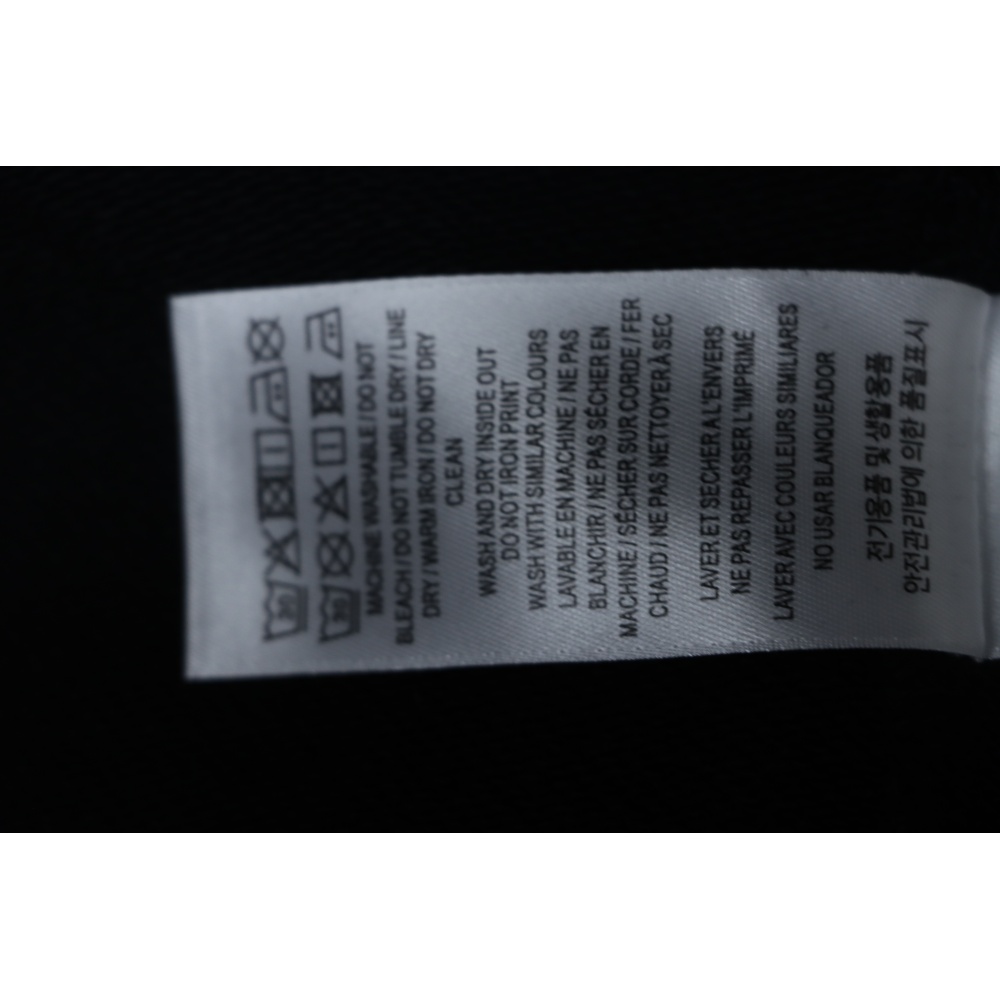 30
30
MACHINE WASHABLE / DO NOT
BLEACH / DO NOT TUMBLE DRY / LINE
DRY / WARM IRON / DO NOT DRY
CLEAN
WASH AND DRY INSIDE OUT
DO NOT IRON PRINT
WASH WITH SIMILAR COLOURS
LAVABLE EN MACHINE / NE PAS
BLANCHIR / NE PAS SÉCHER EN
MACHINE / SÉCHER SUR CORDE / FER
CHAUD / NE PAS NETTOYER À SEC
LAVER ET SECHER A L'ENVERS
NE PAS REPASSER L'IMPRIMÉ
LAVER AVEC COULEURS SIMILIARES
NO USAR BLANQUEADOR
전기용품 및 생활용품
안전관리법에 의한 품질표시